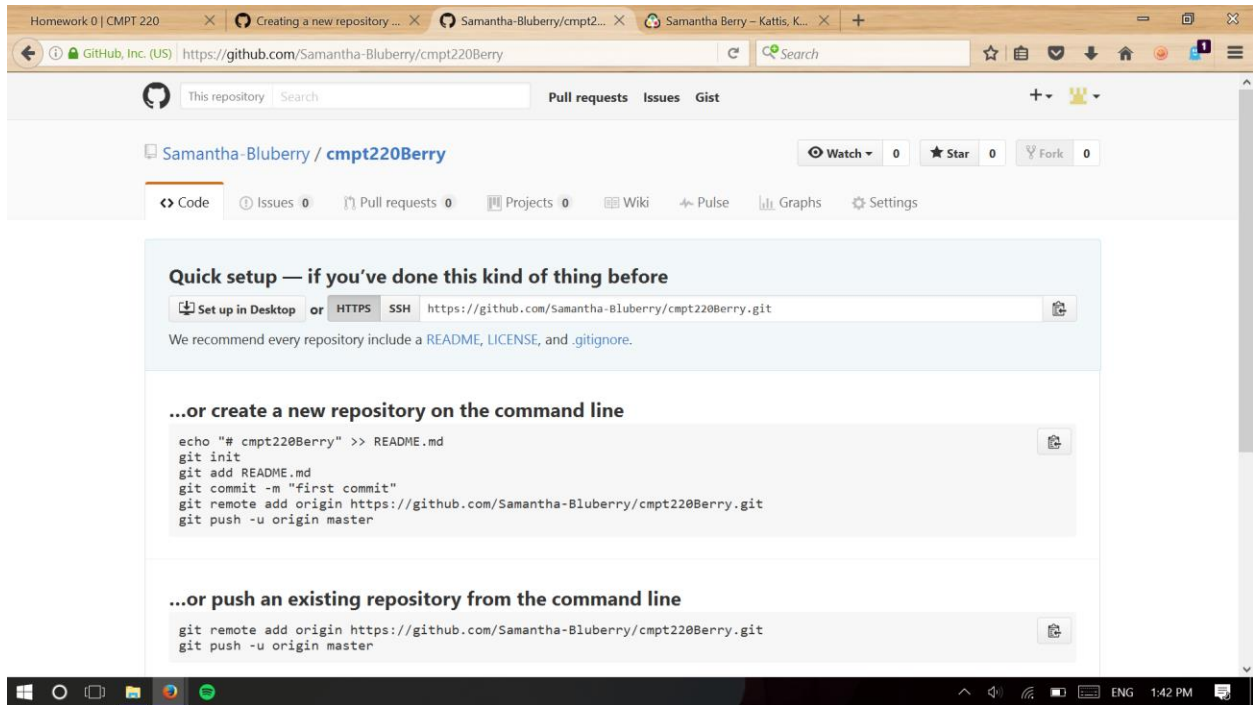 Homework 0 | CMPT 220
Creating a new repository ...
Samantha-Bluberry/cmpt2...
Samantha Berry – Kattis, K...
GitHub, Inc. (US) https://github.com/Samantha-Bluberry/cmpt220Berry
Search
1
This repository Search Pull requests Issues Gist
Samantha-Bluberry / cmpt220Berry
Watch 0 Star 0 Fork 0
Code Issues 0 Pull requests 0 Projects 0 Wiki Pulse Graphs Settings
Quick setup — if you’ve done this kind of thing before
Set up in Desktop or HTTPS SSH https://github.com/Samantha-Bluberry/cmpt220Berry.git
We recommend every repository include a README, LICENSE, and .gitignore.
…or create a new repository on the command line
echo "# cmpt220Berry" >> README.md
git init
git add README.md
git commit -m "first commit"
git remote add origin https://github.com/Samantha-Bluberry/cmpt220Berry.git
git push -u origin master
…or push an existing repository from the command line
git remote add origin https://github.com/Samantha-Bluberry/cmpt220Berry.git
git push -u origin master
ENG 1:42 PM